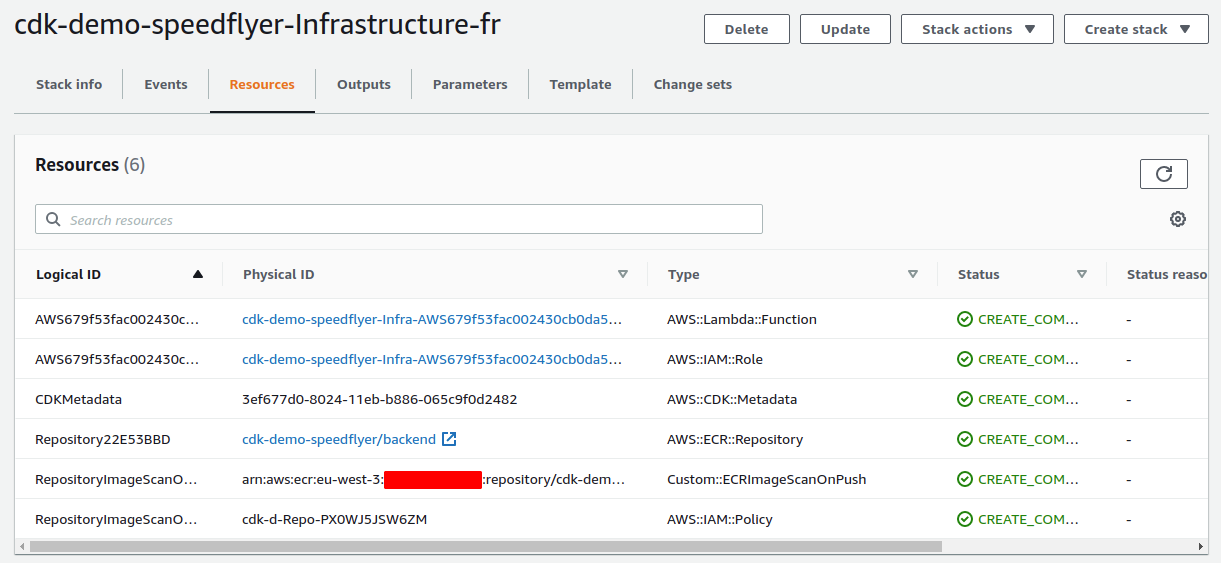 cdk-demo-speedflyer-Infrastructure-fr
Delete Update Stack actions Create stack
Stack info Events Resources Outputs Parameters Template Change sets
Resources (6)
Search resources
Logical ID Physical ID Type Status Status reaso
AWS679f53fac002430c... cdk-demo-speedflyer-Infra-AWS679f53fac002430cb0da5... AWS::Lambda::Function CREATE_COM... -
AWS679f53fac002430c... cdk-demo-speedflyer-Infra-AWS679f53fac002430cb0da5... AWS::IAM::Role CREATE_COM... -
CDKMetadata 3ef677d0-8024-11eb-b886-065c9f0d2482 AWS::CDK::Metadata CREATE_COM... -
Repository22E53BBD cdk-demo-speedflyer/backend AWS::ECR::Repository CREATE_COM... -
RepositoryImageScanO... arn:aws:ecr:eu-west-3: :repository/cdk-dem... Custom::ECRImageScanOnPush CREATE_COM... -
RepositoryImageScanO... cdk-d-Repo-PX0WJ5JSW6ZM AWS::IAM::Policy CREATE_COM... -